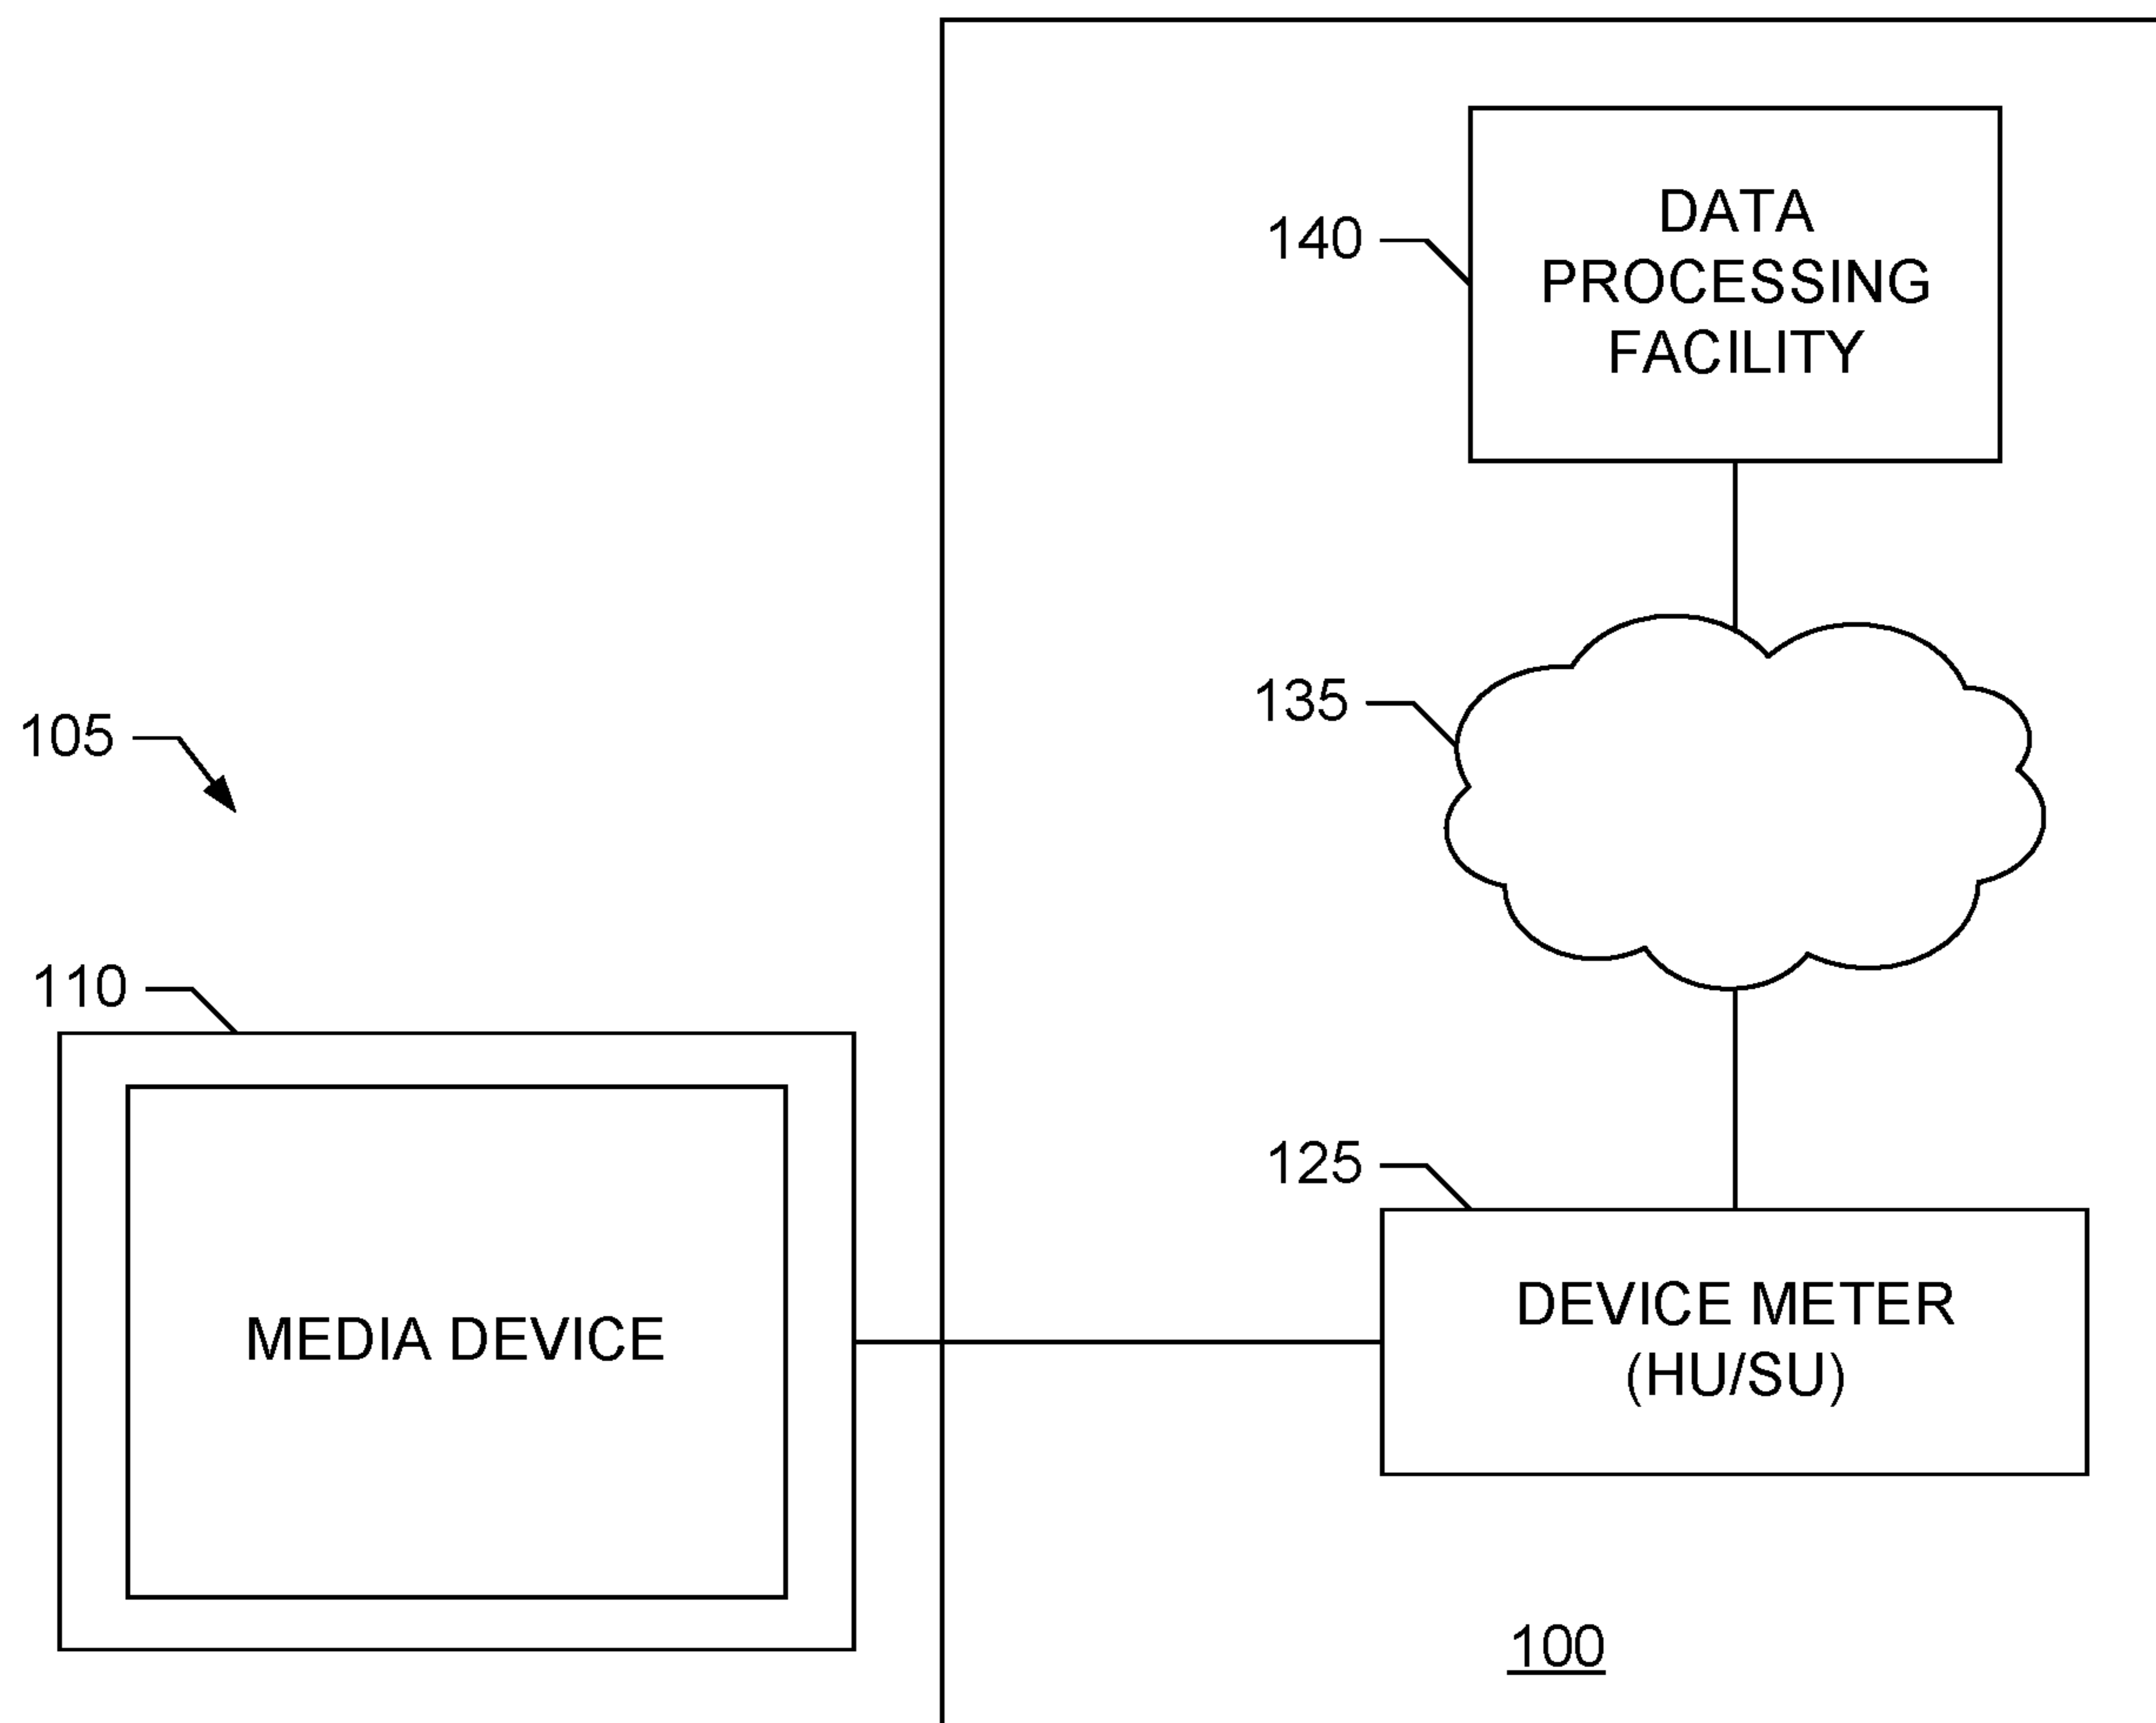 140
DATA
PROCESSING
FACILITY
135
105
110
MEDIA DEVICE
125
DEVICE METER
(HU/SU)
100